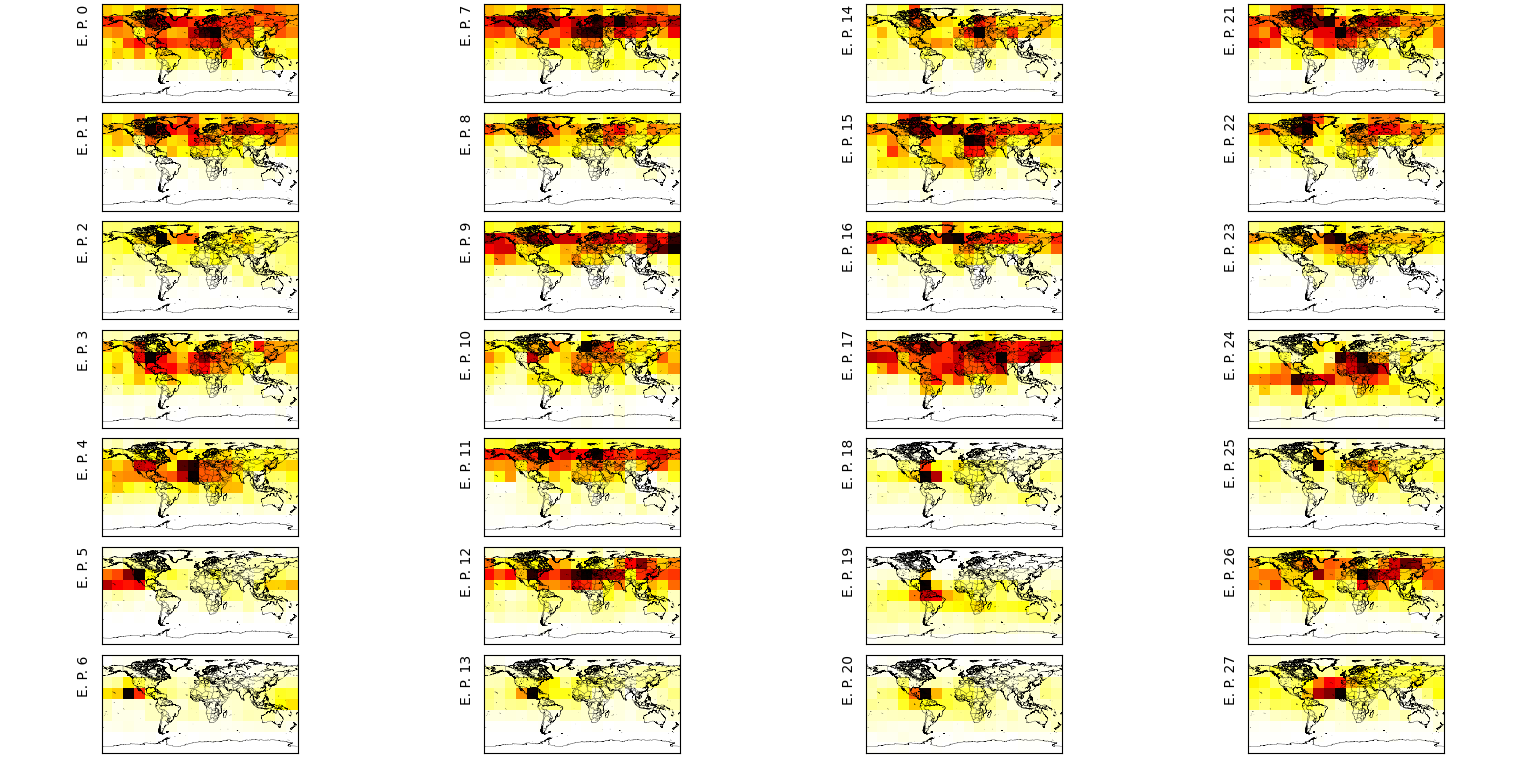 E. P. 0
E. P. 7
E. P. 14
E. P. 21
E. P. 1
E. P. 8
E. P. 15
E. P. 22
E. P. 2
E. P. 9
E. P. 16
E. P. 23
E. P. 3
E. P. 10
E. P. 17
E. P. 24
E. P. 4
E. P. 11
E. P. 18
E. P. 25
E. P. 5
E. P. 12
E. P. 19
E. P. 26
E. P. 6
E. P. 13
E. P. 20
E. P. 27